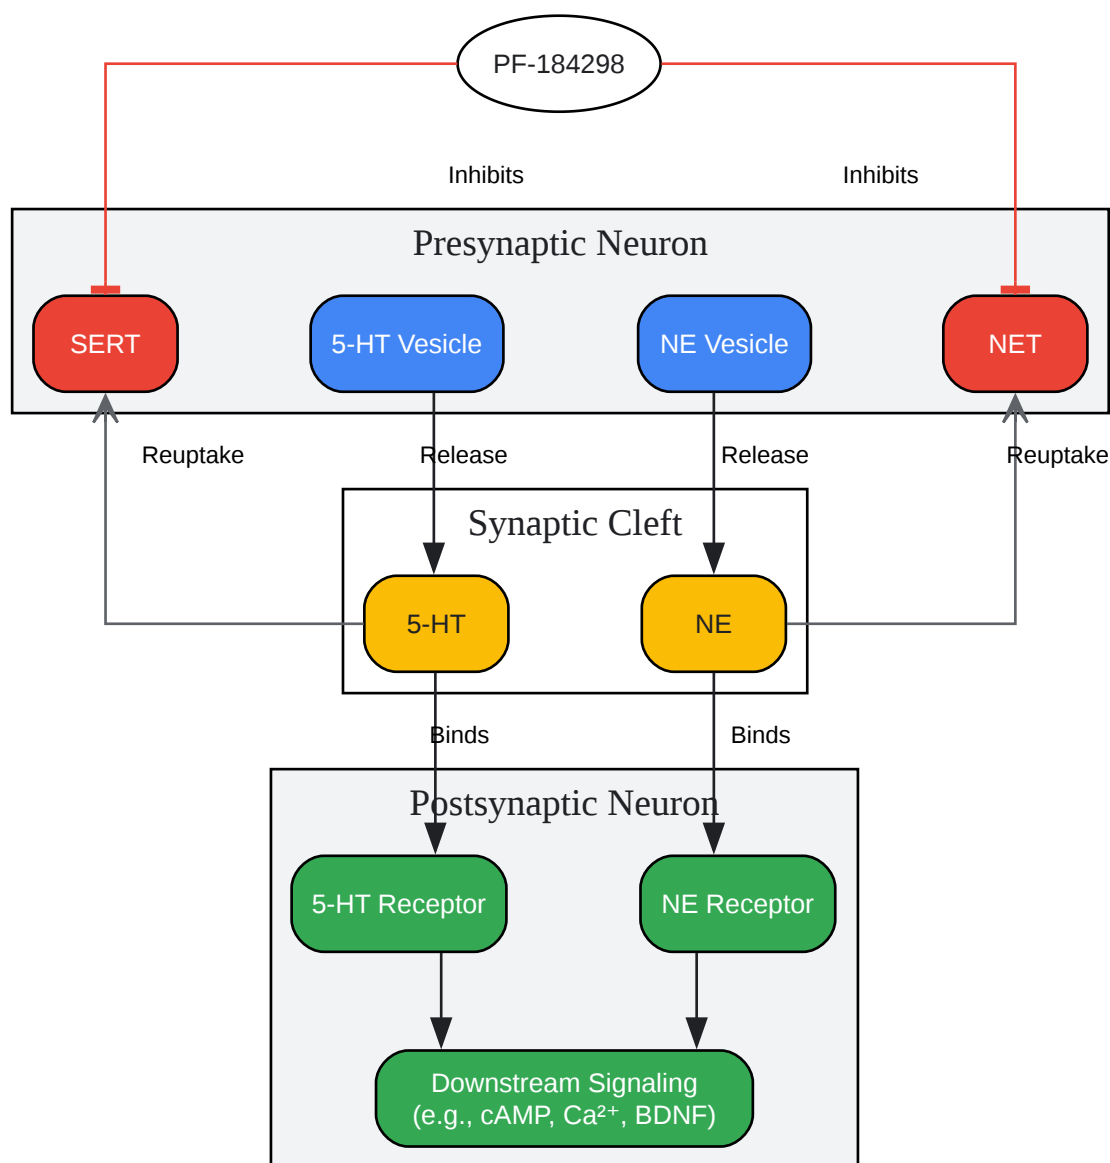 PF-184298
Inhibits
Inhibits
Presynaptic Neuron
SERT
5-HT Vesicle
NE Vesicle
NET
Reuptake
Release
Release
Reuptake
Synaptic Cleft
5-HT
NE
Binds
Binds
Postsynaptic Neuron
5-HT Receptor
NE Receptor
Downstream Signaling
(e.g., cAMP, Ca²⁺, BDNF)